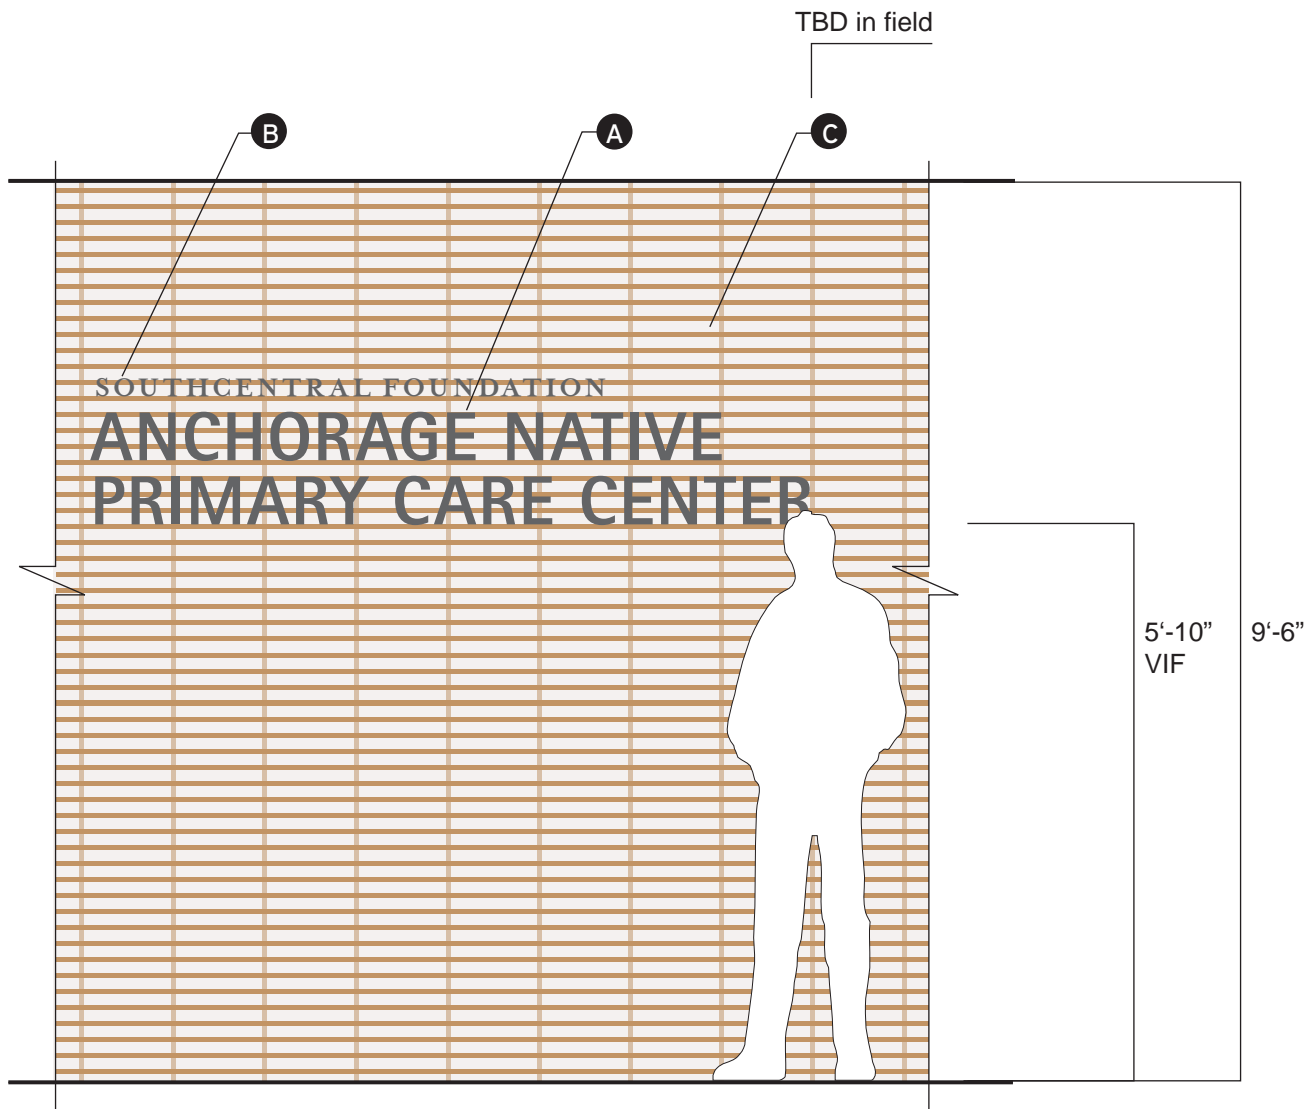 TBD in field
B
A
C
SOUTHCENTRAL FOUNDATION
ANCHORAGE NATIVE
PRIMARY CARE CENTER
5‘-10”
VIF
9‘-6”